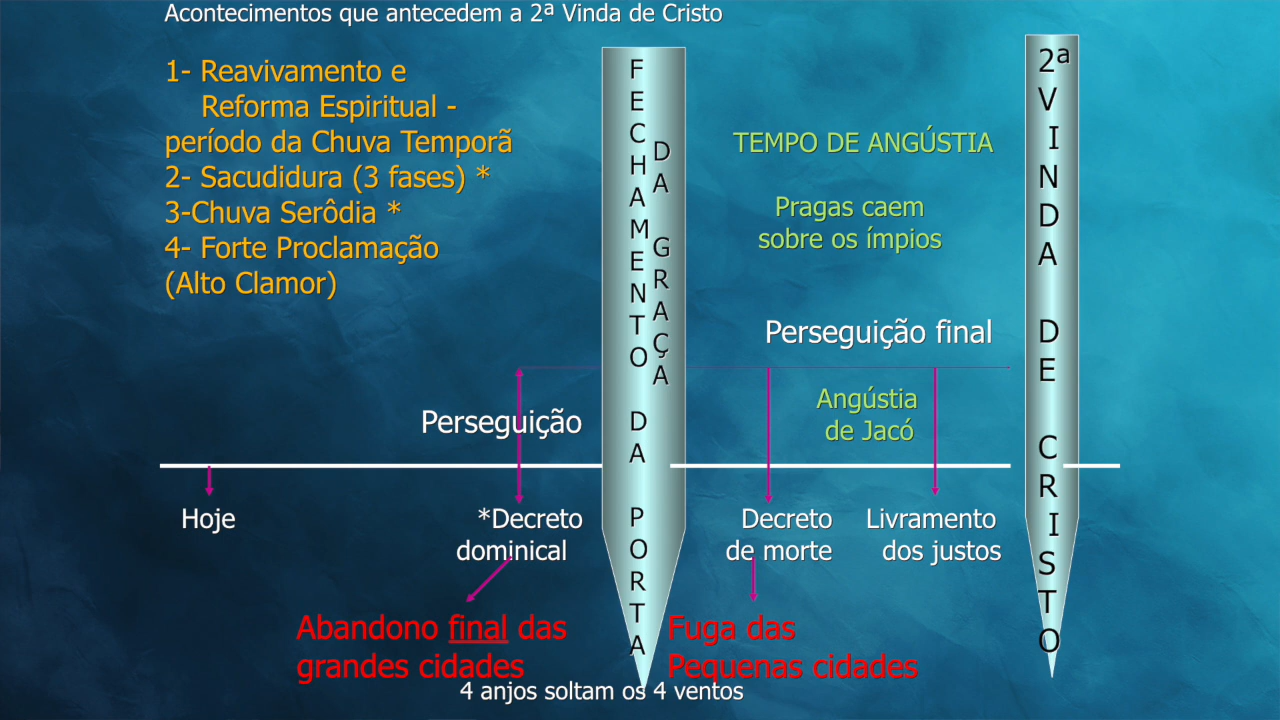 Acontecimentos que antecedem a 2ª Vinda de Cristo
1- Reavivamento e
Reforma Espiritual -
período da Chuva Temporã
2- Sacudidura (3 fases) *
3-Chuva Serôdia *
4- Forte Proclamação
(Alto Clamor)
FECHAMENTO DA PORTA
DA GRAÇA
TEMPO DE ANGÚSTIA
Pragas caem
sobre os ímpios
Perseguição final
Angústia
de Jacó
2ª VINDA DE CRISTO
Perseguição
Hoje
*Decreto
dominical
Decreto
de morte
Livramento
dos justos
Abandono final das
grandes cidades
Fuga das
Pequenas cidades
4 anjos soltam os 4 ventos